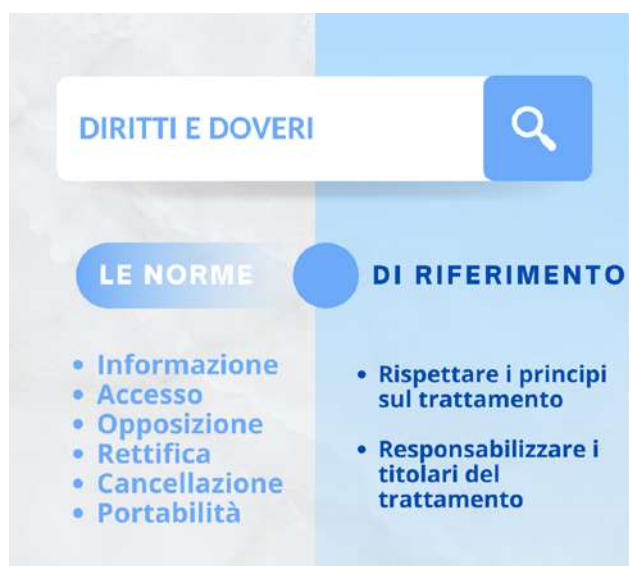 DIRITTI E DOVERI
LE NORME DI RIFERIMENTO
• Informazione
• Accesso
• Opposizione
• Rettifica
• Cancellazione
• Portabilità
• Rispettare i principi
sul trattamento
• Responsabilizzare i
titolari del
trattamento